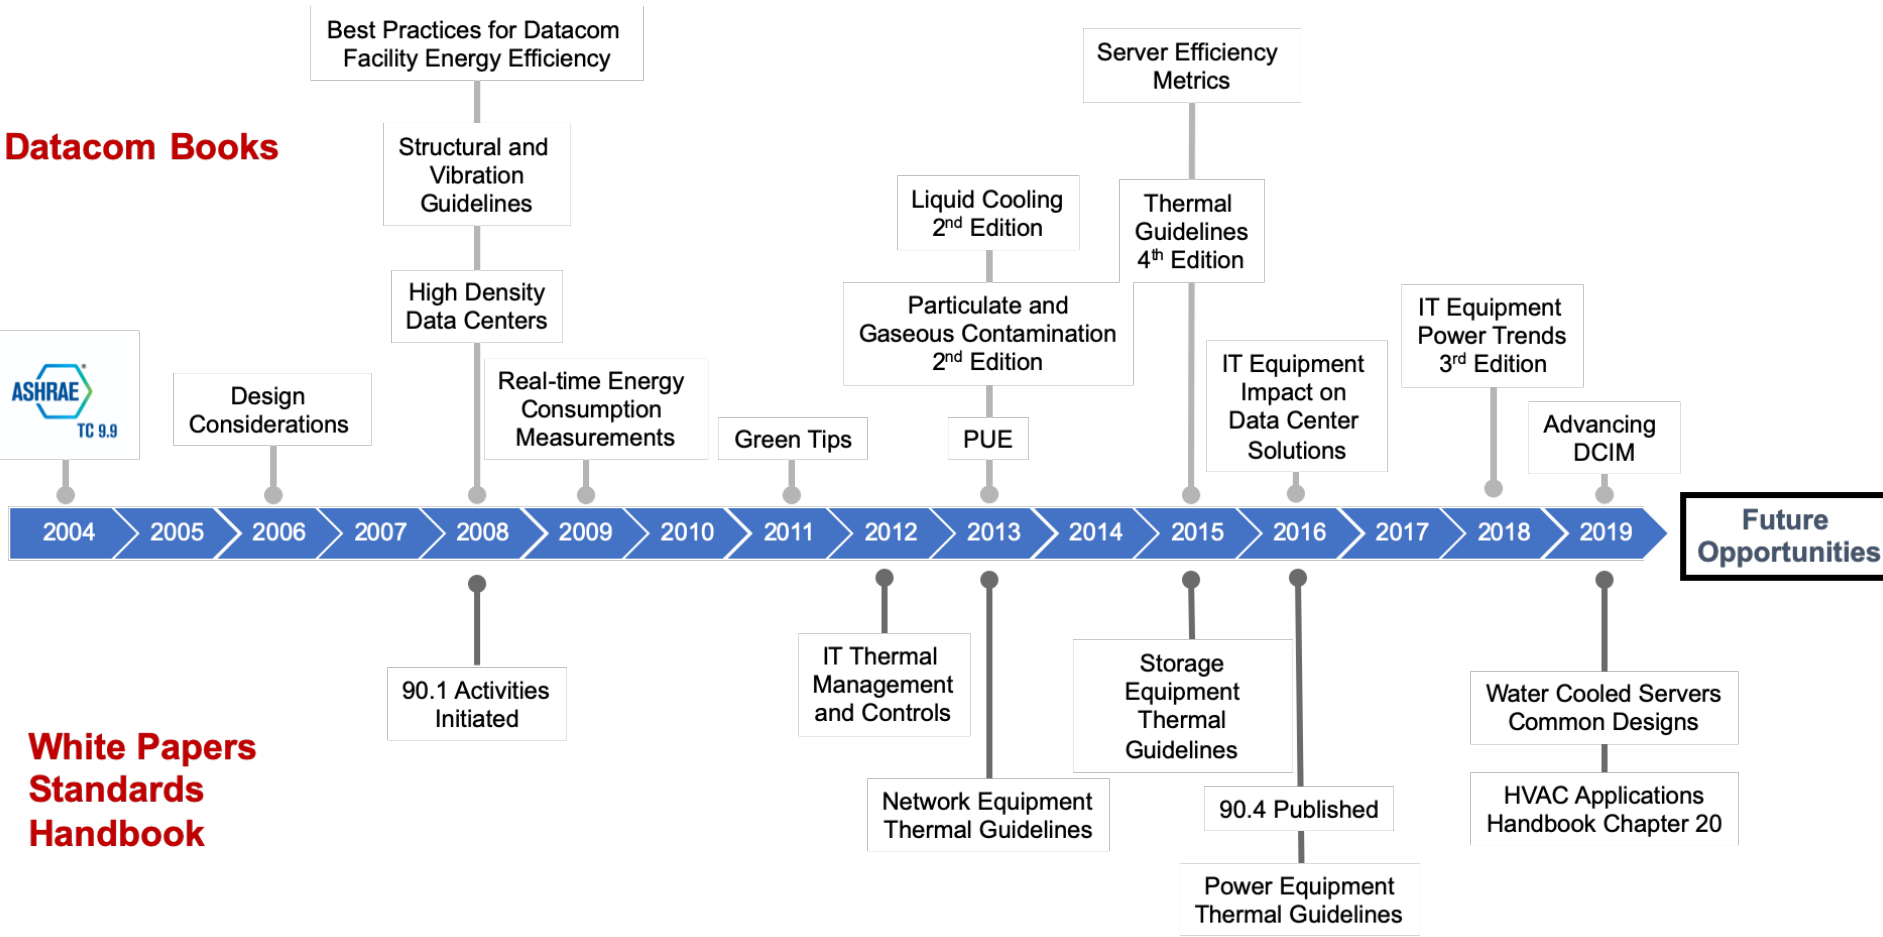 Best Practices for Datacom
Facility Energy Efficiency
Server Efficiency
Metrics
Datacom Books
Structural and
Vibration
Guidelines
Liquid Cooling
2nd Edition
Thermal
Guidelines
4th Edition
High Density
Data Centers
Particulate and
Gaseous Contamination
2nd Edition
IT Equipment
Power Trends
3rd Edition
ASHRAE®
TC 9.9
Design
Considerations
Real-time Energy
Consumption
Measurements
Green Tips
PUE
IT Equipment
Impact on
Data Center
Solutions
Advancing
DCIM
2004 2005 2006 2007 2008 2009 2010 2011 2012 2013 2014 2015 2016 2017 2018 2019
Future
Opportunities
90.1 Activities
Initiated
IT Thermal
Management
and Controls
Storage
Equipment
Thermal
Guidelines
Water Cooled Servers
Common Designs
White Papers
Standards
Handbook
Network Equipment
Thermal Guidelines
90.4 Published
HVAC Applications
Handbook Chapter 20
Power Equipment
Thermal Guidelines